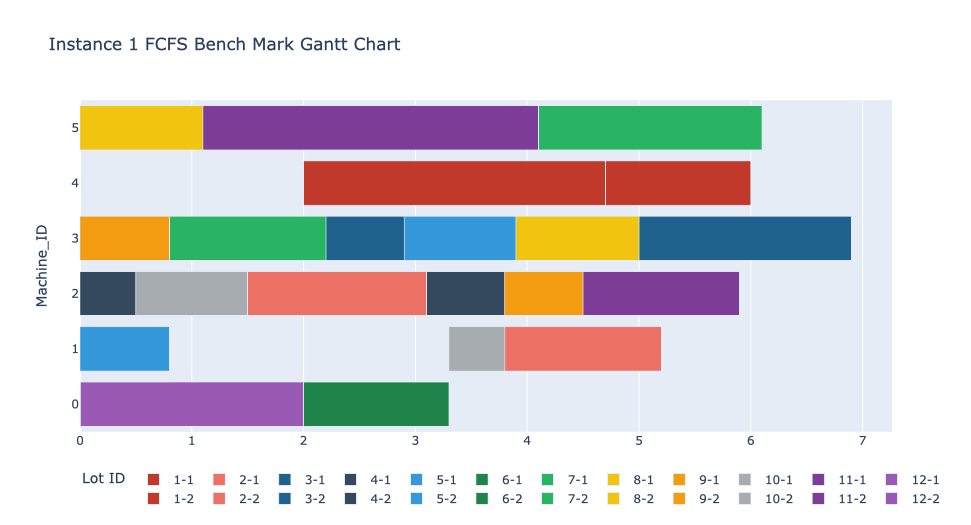 Instance 1 FCFS Bench Mark Gantt Chart
Machine_ID
5
4
3
2
1
0
0 1 2 3 4 5 6 7
Lot ID
1-1 2-1 3-1 4-1 5-1 6-1 7-1 8-1 9-1 10-1 11-1 12-1
1-2 2-2 3-2 4-2 5-2 6-2 7-2 8-2 9-2 10-2 11-2 12-2